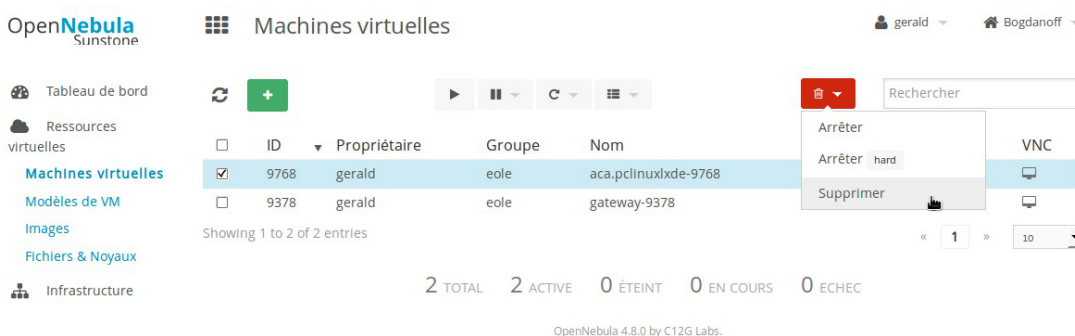 OpenNebula
Sunstone
Machines virtuelles
gerald
Bogdanoff
Tableau de bord
Ressources
virtuelles
Machines virtuelles
Modèles de VM
Images
Fichiers & Noyaux
Infrastructure
Rechercher
Arrêter
Arrêter hard
Supprimer
ID Propriétaire Groupe Nom VNC
9768 gerald eole aca.pclinuxlxde-9768
9378 gerald eole gateway-9378
Showing 1 to 2 of 2 entries
« 1 » 10
2 TOTAL 2 ACTIVE 0 ÉTEINT 0 EN COURS 0 ECHEC
OpenNebula 4.8.0 by C12G Labs.